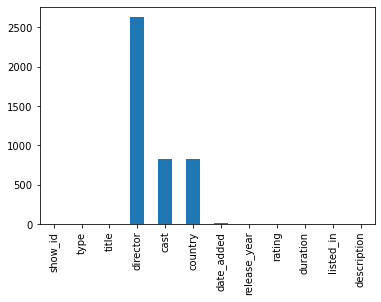 2500
2000
1500
1000
500
0
show_id
type
title
director
cast
country
date_added
release_year
rating
duration
listed_in
description